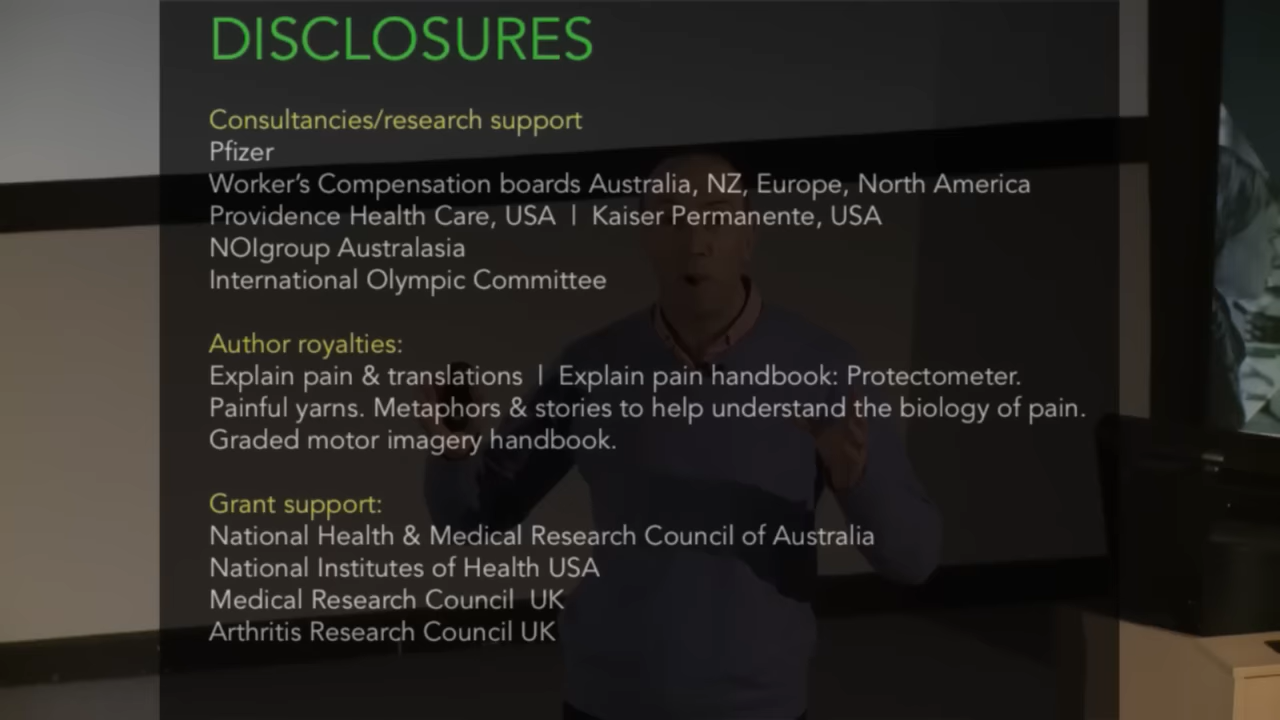 DISCLOSURES
Consultancies/research support
Pfizer
Worker's Compensation boards Australia, NZ, Europe, North America
Providence Health Care, USA | Kaiser Permanente, USA
NOIgroup Australasia
International Olympic Committee
Author royalties:
Explain pain & translations | Explain pain handbook: Protectometer.
Painful yarns. Metaphors & stories to help understand the biology of pain.
Graded motor imagery handbook.
Grant support:
National Health & Medical Research Council of Australia
National Institutes of Health USA
Medical Research Council UK
Arthritis Research Council UK